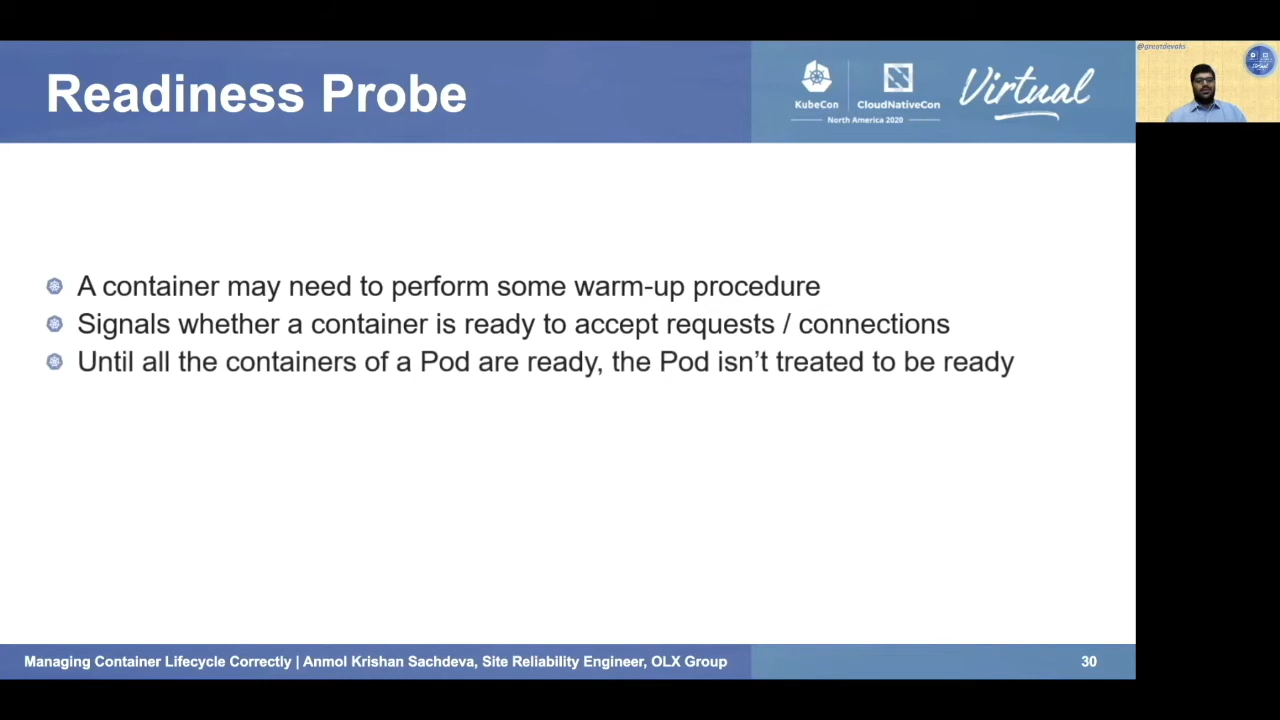 Readiness Probe
KubeCon
CloudNativeCon
North America 2020
Virtual
@greatdevaks
A container may need to perform some warm-up procedure
Signals whether a container is ready to accept requests / connections
Until all the containers of a Pod are ready, the Pod isn't treated to be ready
Managing Container Lifecycle Correctly | Anmol Krishan Sachdeva, Site Reliability Engineer, OLX Group
30